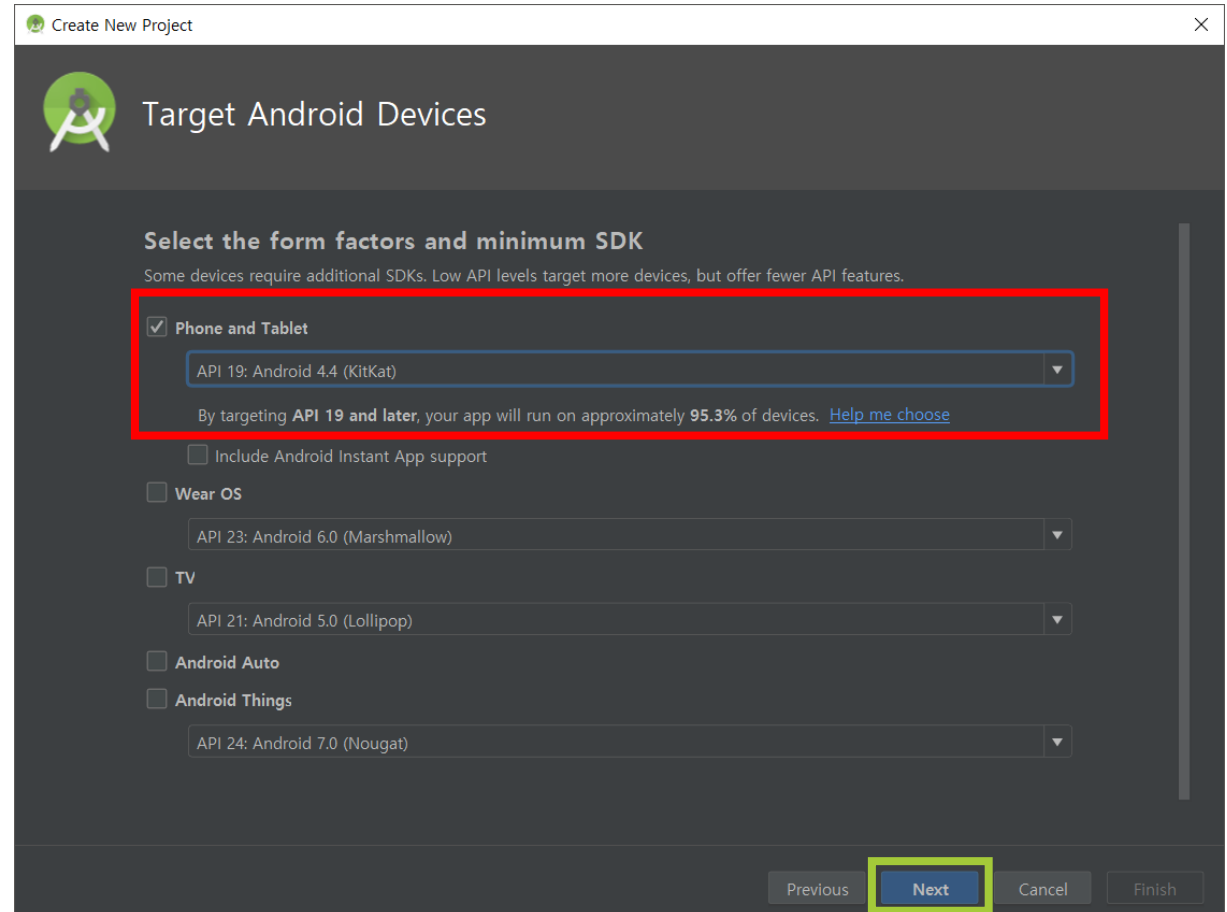 Create New Project
Target Android Devices
Select the form factors and minimum SDK
Some devices require additional SDKs. Low API levels target more devices, but offer fewer API features.
Phone and Tablet
API 19: Android 4.4 (KitKat)
By targeting API 19 and later, your app will run on approximately 95.3% of devices. Help me choose
Include Android Instant App support
Wear OS
API 23: Android 6.0 (Marshmallow)
TV
API 21: Android 5.0 (Lollipop)
Android Auto
Android Things
API 24: Android 7.0 (Nougat)
Previous Next Cancel Finish